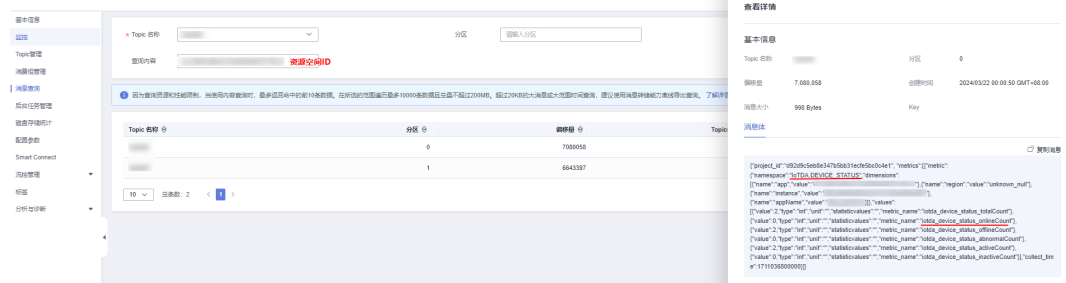 基本信息
监控
Topic管理
消费组管理
消息查询
后台任务管理
磁盘存储统计
配置参数
Smart Connect
流控管理
标签
分析与诊断
* Topic 名称
分区
请输入分区
查询内容
资源空间ID
因为查询资源和性能限制，当使用内容查询时，最多返回命中的前10条数据。在所选的范围遍历最多10000条数据且总量不超过200MB。超过20KB的大消息或大范围时间查询，建议使用消息转储能力离线导出查询。了解详
Topic 名称
分区
偏移量
Topic
0
7080058
1
6643397
10
总条数：2
1
查看详情
基本信息
Topic 名称
分区
0
偏移量
7,080,058
创建时间
2024/03/22 00:00:50 GMT+08:00
消息大小
998 Bytes
Key
消息体
复制消息
{"project_id":"d92d9c5eb8e347b5bb31ecfe5bc0c4e1", "metrics":[{"metric":
{"namespace":"IoTDA.DEVICE_STATUS","dimensions":
[{"name":"app","value":"
"},{"name":"region","value":"unknown_null"},
{"name":"instance","value":"
"},
{"name":"appName","value":"
"}]},"values":
[{"value":2,"type":"int","unit":"","statisticvalues":"","metric_name":"iotda_device_status_totalCount"},
{"value":0,"type":"int","unit":"","statisticvalues":"","metric_name":"iotda_device_status_onlineCount"},
{"value":2,"type":"int","unit":"","statisticvalues":"","metric_name":"iotda_device_status_offlineCount"},
{"value":0,"type":"int","unit":"","statisticvalues":"","metric_name":"iotda_device_status_abnormalCount"},
{"value":2,"type":"int","unit":"","statisticvalues":"","metric_name":"iotda_device_status_activeCount"},
{"value":0,"type":"int","unit":"","statisticvalues":"","metric_name":"iotda_device_status_inactiveCount"}],"collect_tim
e":1711036800000}]}